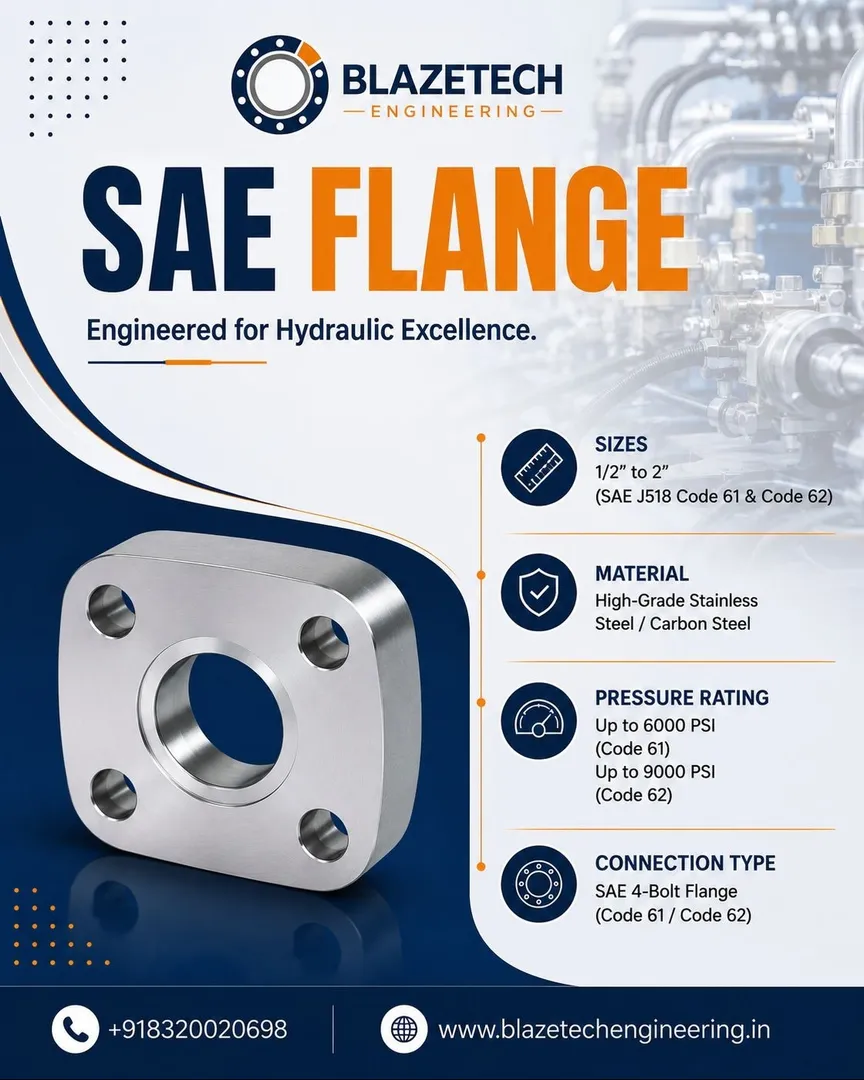 BLAZETECH
ENGINEERING
SAE FLANGE
Engineered for Hydraulic Excellence.
SIZES
1/2” to 2”
(SAE J518 Code 61 & Code 62)
MATERIAL
High-Grade Stainless
Steel / Carbon Steel
PRESSURE RATING
Up to 6000 PSI
(Code 61)
Up to 9000 PSI
(Code 62)
CONNECTION TYPE
SAE 4-Bolt Flange
(Code 61 / Code 62)
+918320020698
www.blazetechengineering.in